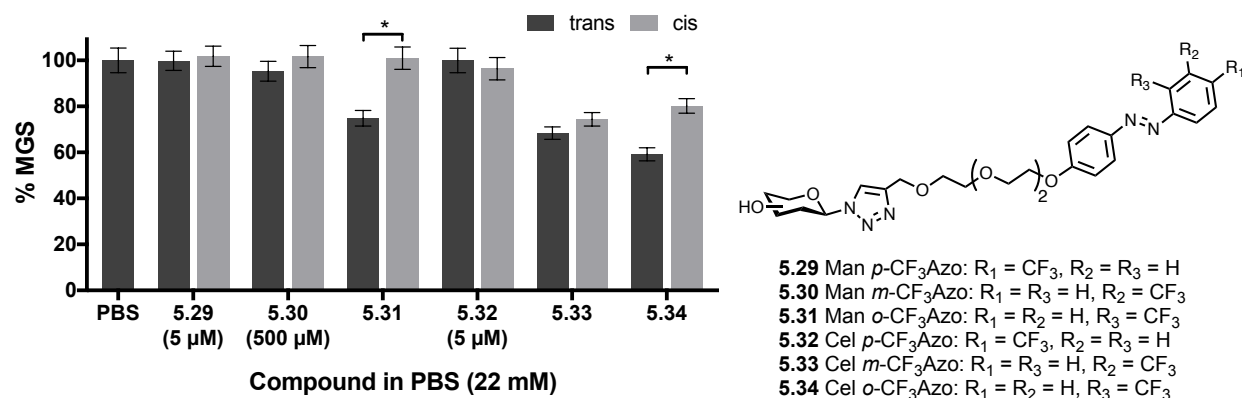 trans cis
*
*
% MGS
100
80
60
40
20
0
PBS 5.29 5.30 5.31 5.32 5.33 5.34
(5 µM) (500 µM) (5 µM)
Compound in PBS (22 mM)
R2
R3 R1
N
N
O
O
O
2
O
O
HO
N
N
N
5.29 Man p-CF3Azo: R1 = CF3, R2 = R3 = H
5.30 Man m-CF3Azo: R1 = R3 = H, R2 = CF3
5.31 Man o-CF3Azo: R1 = R2 = H, R3 = CF3
5.32 Cel p-CF3Azo: R1 = CF3, R2 = R3 = H
5.33 Cel m-CF3Azo: R1 = R3 = H, R2 = CF3
5.34 Cel o-CF3Azo: R1 = R2 = H, R3 = CF3